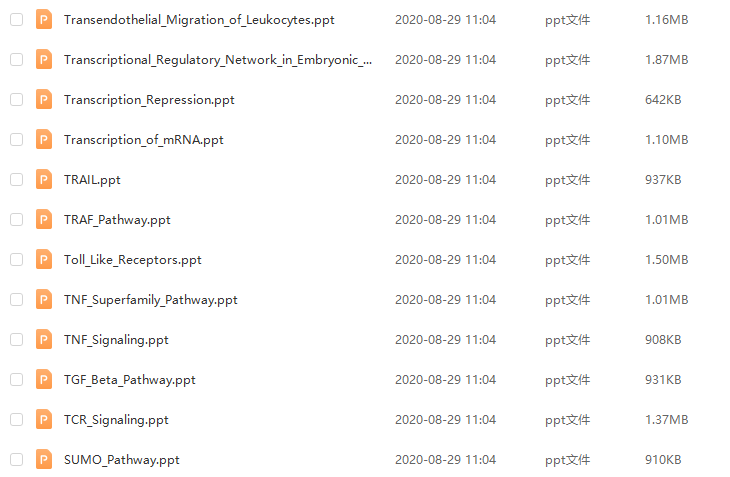 Transendothelial_Migration_of_Leukocytes.ppt 2020-08-29 11:04 ppt文件 1.16MB
Transcriptional_Regulatory_Network_in_Embryonic_... 2020-08-29 11:04 ppt文件 1.87MB
Transcription_Repression.ppt 2020-08-29 11:04 ppt文件 642KB
Transcription_of_mRNA.ppt 2020-08-29 11:04 ppt文件 1.10MB
TRAIL.ppt 2020-08-29 11:04 ppt文件 937KB
TRAF_Pathway.ppt 2020-08-29 11:04 ppt文件 1.01MB
Toll_Like_Receptors.ppt 2020-08-29 11:04 ppt文件 1.50MB
TNF_Superfamily_Pathway.ppt 2020-08-29 11:04 ppt文件 1.01MB
TNF_Signaling.ppt 2020-08-29 11:04 ppt文件 908KB
TGF_Beta_Pathway.ppt 2020-08-29 11:04 ppt文件 931KB
TCR_Signaling.ppt 2020-08-29 11:04 ppt文件 1.37MB
SUMO_Pathway.ppt 2020-08-29 11:04 ppt文件 910KB